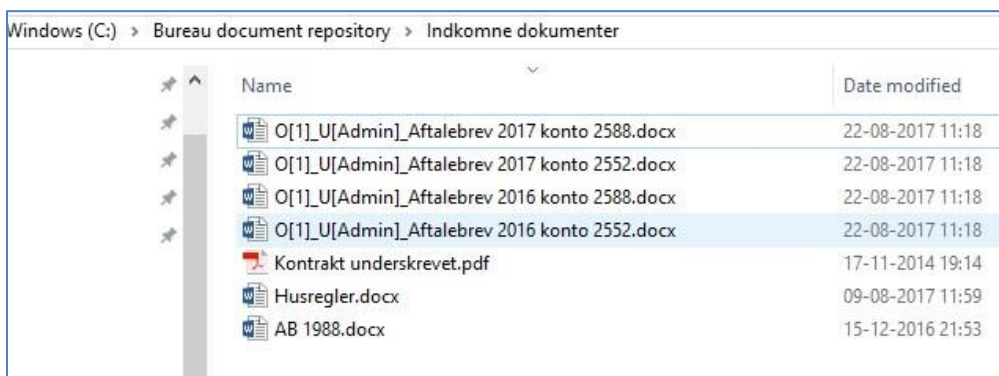 Windows (C:) > Bureau document repository > Indkomne dokumenter
Name Date modified
O[1]_U[Admin]_Aftalebrev 2017 konto 2588.docx 22-08-2017 11:18
O[1]_U[Admin]_Aftalebrev 2017 konto 2552.docx 22-08-2017 11:18
O[1]_U[Admin]_Aftalebrev 2016 konto 2588.docx 22-08-2017 11:18
O[1]_U[Admin]_Aftalebrev 2016 konto 2552.docx 22-08-2017 11:18
Kontrakt underskrevet.pdf 17-11-2014 19:14
Husregler.docx 09-08-2017 11:59
AB 1988.docx 15-12-2016 21:53